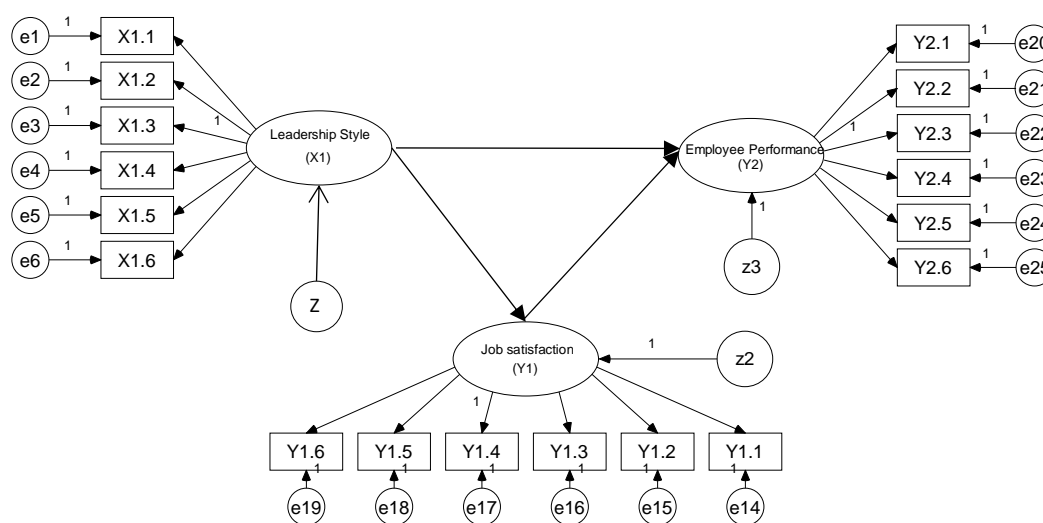 e1 1 X1.1
e2 1 X1.2
e3 1 X1.3
e4 1 X1.4
e5 1 X1.5
e6 1 X1.6
1
Leadership Style
(X1)
Z
Y2.1 1 e20
Y2.2 1 e21
Y2.3 1 e22
Y2.4 1 e23
Y2.5 1 e24
Y2.6 1 e25
1
Employee Performance
(Y2)
1
z3
Job satisfaction
(Y1)
1
z2
1
Y1.6 Y1.5 Y1.4 Y1.3 Y1.2 Y1.1
1 1 1 1 1 1
e19 e18 e17 e16 e15 e14